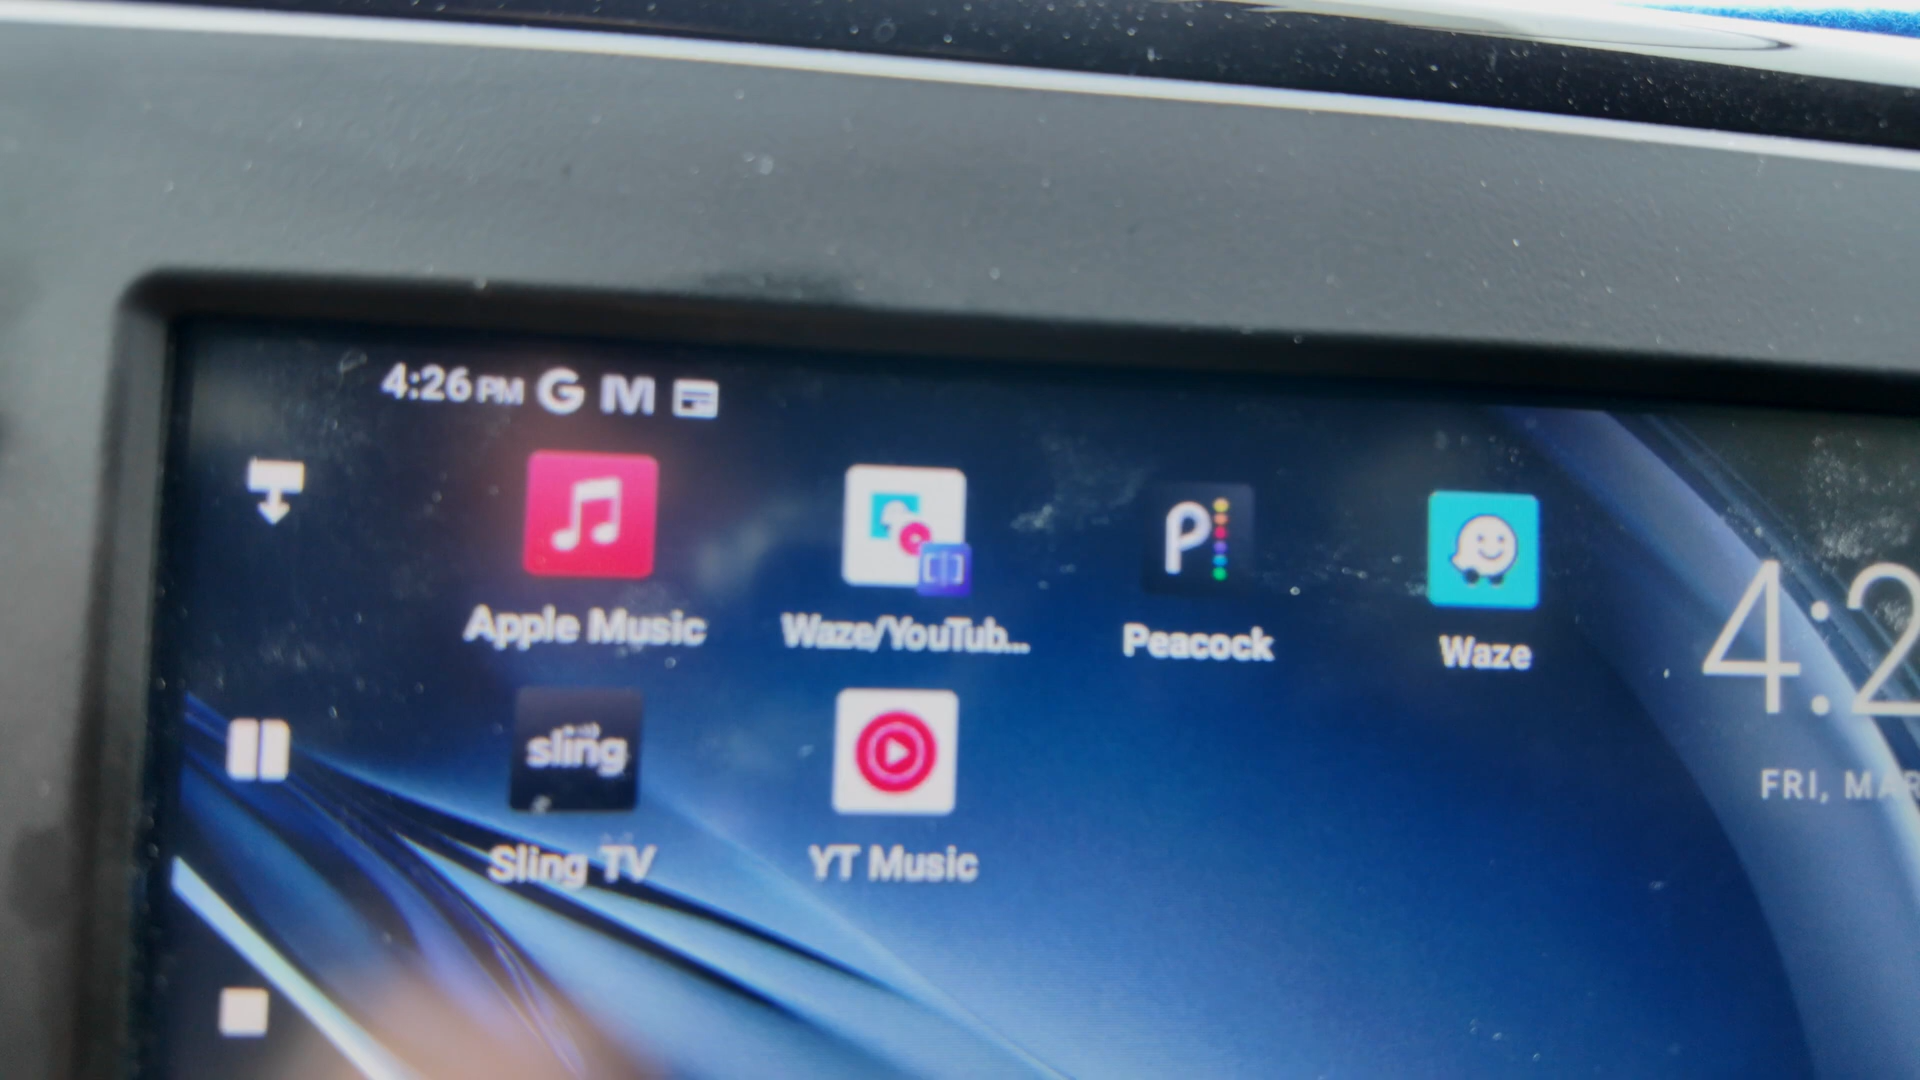 4:26 PM G M
Apple Music
Waze/YouTub...
Peacock
Waze
4:2
FRI, MAR
sling
Sling TV
YT Music